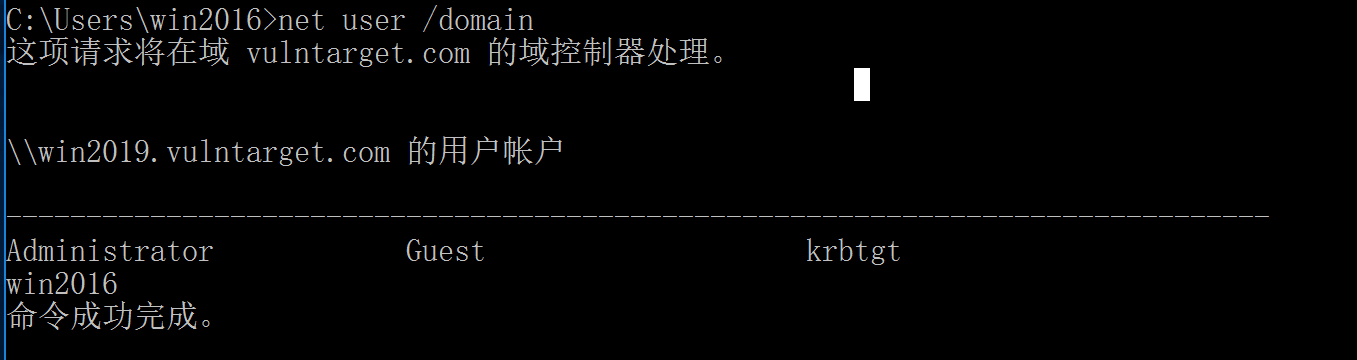 C:\Users\win2016>net user /domain
这项请求将在域 vulntarget.com 的域控制器处理。
\\win2019.vulntarget.com 的用户帐户
-------------------------------------------------------------------------------
Administrator            Guest                    krbtgt
win2016
命令成功完成。